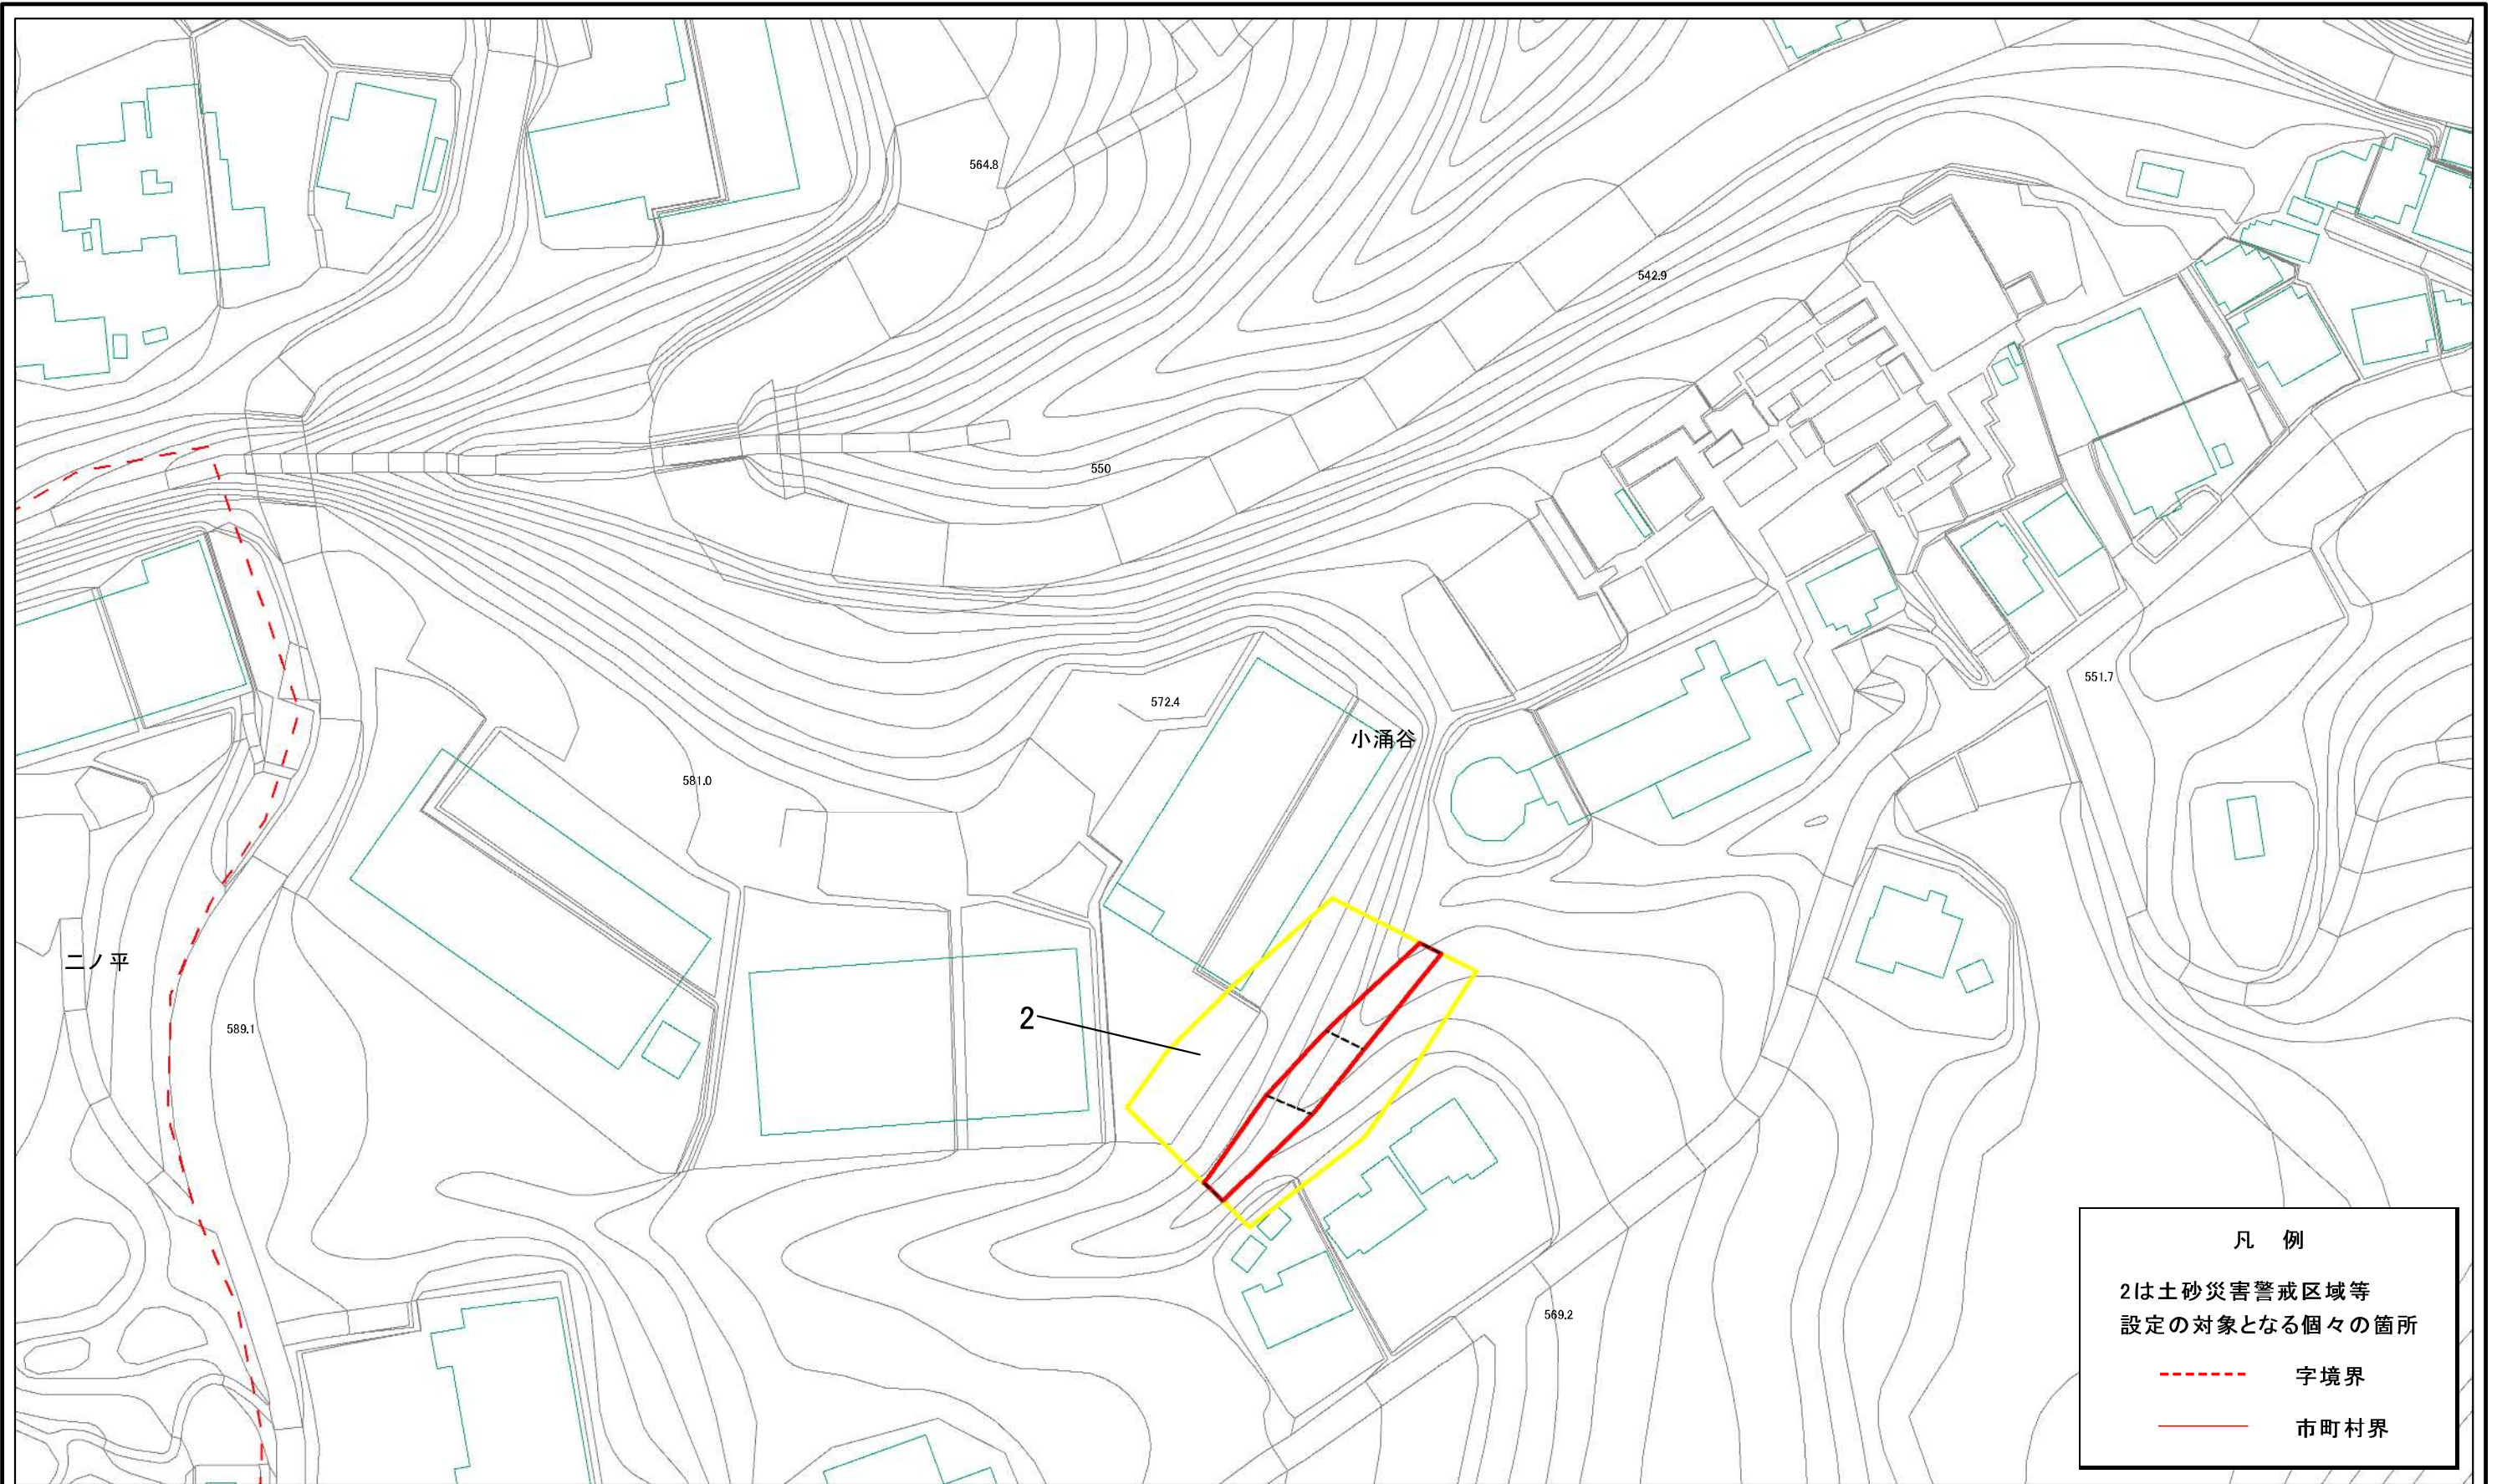 564.8
542.9
550
551.7
572.4
小涌谷
581.0
二ノ平
2
589.1
569.2
凡 例
2は土砂災害警戒区域等
設定の対象となる個々の箇所
字境界
市町村界